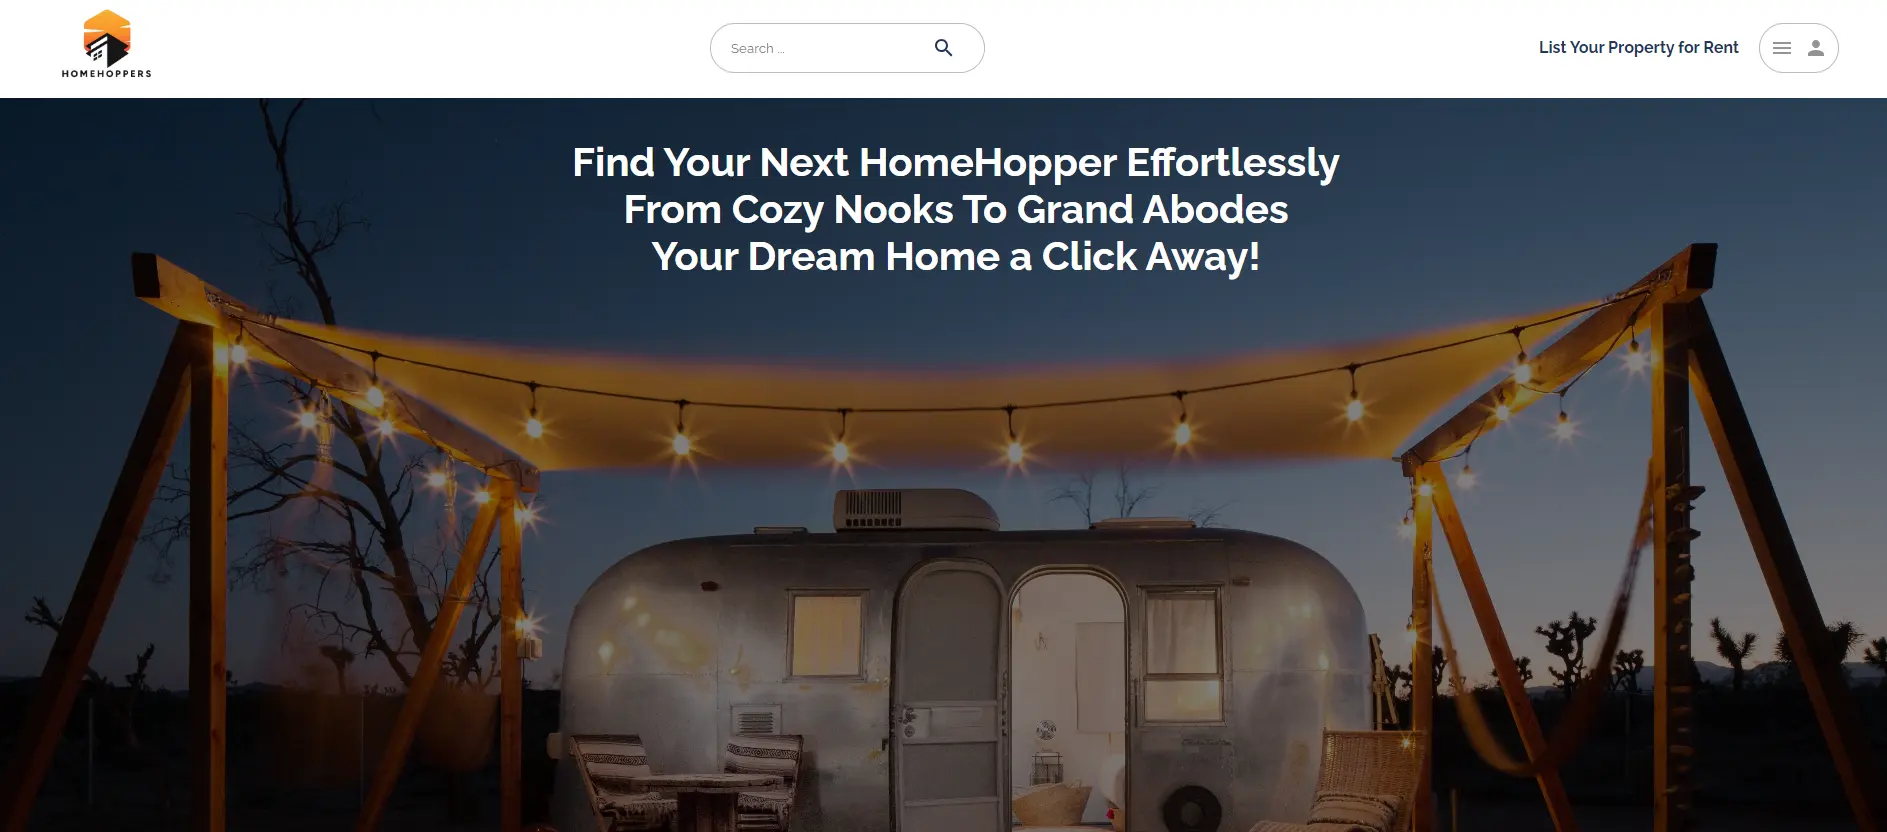 HOMEHOPPERS
Search ...
List Your Property for Rent
Find Your Next HomeHopper Effortlessly
From Cozy Nooks To Grand Abodes
Your Dream Home a Click Away!